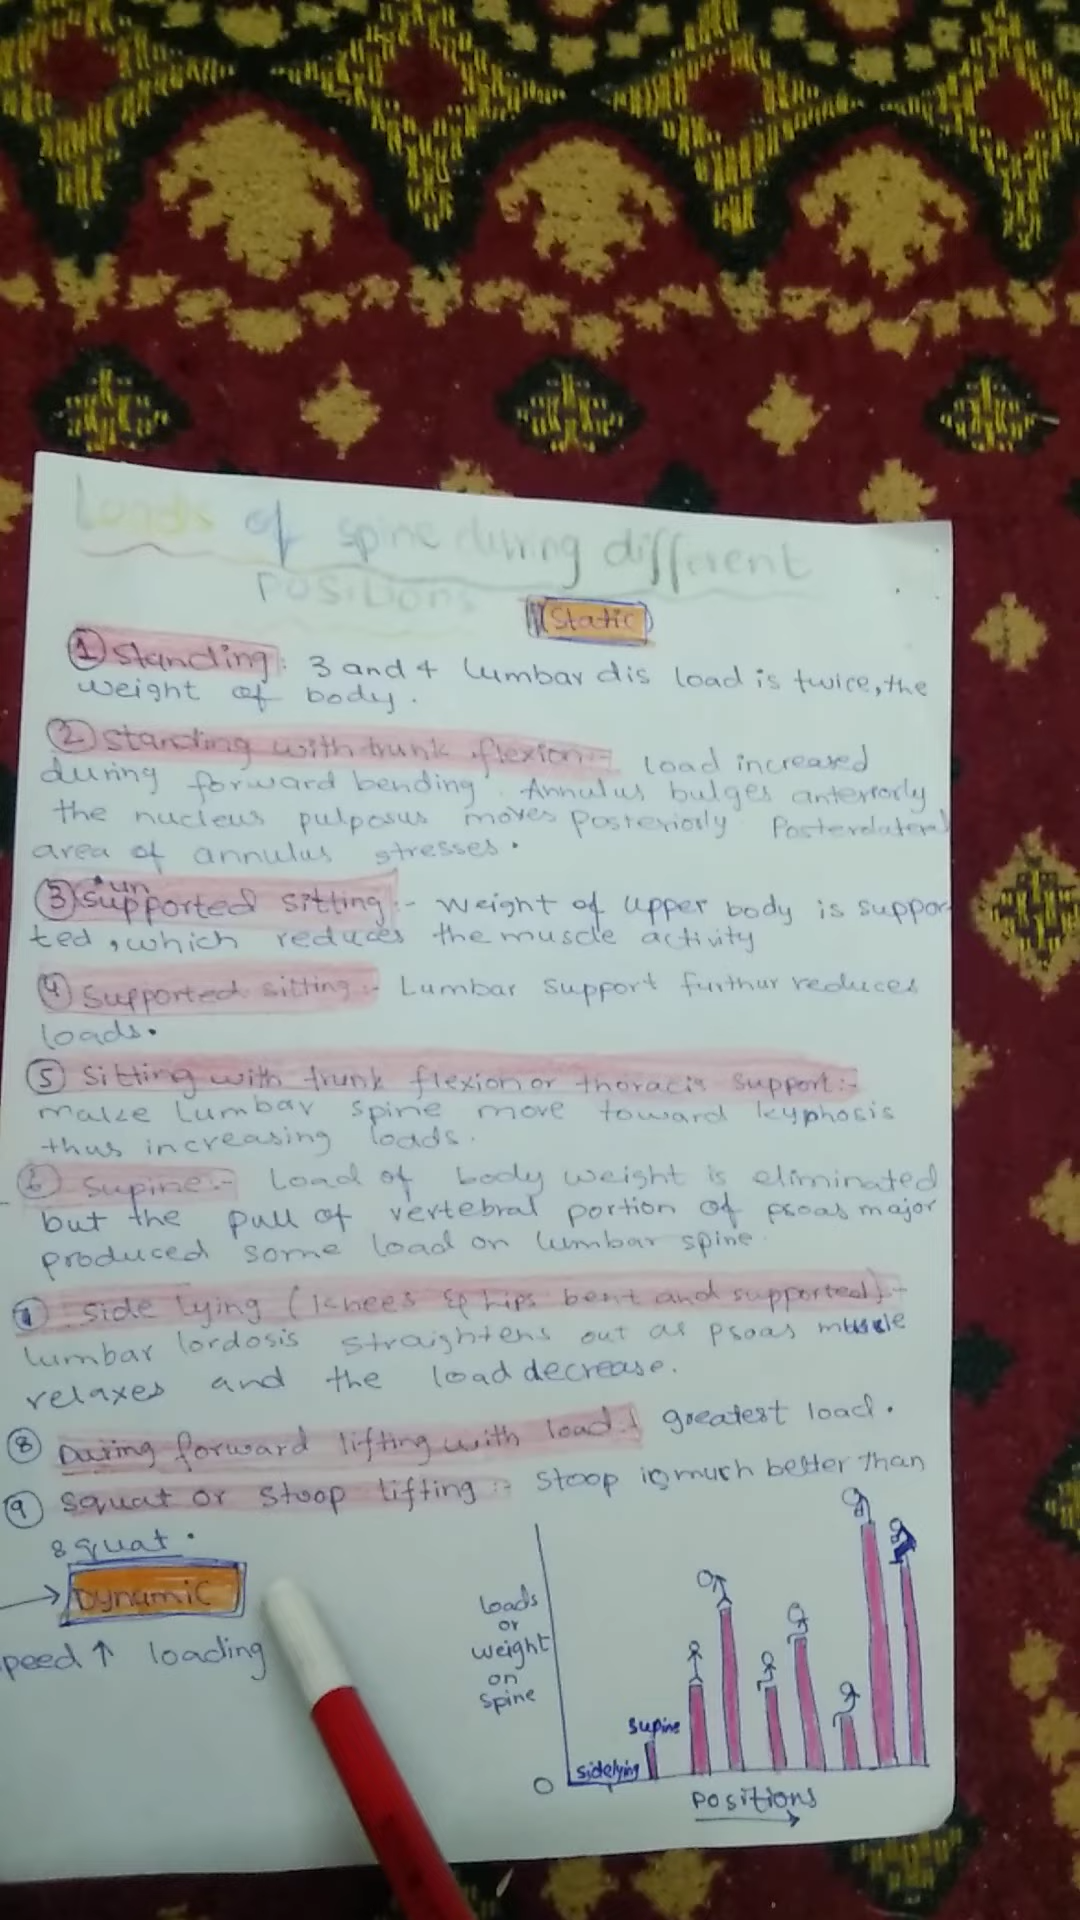 Loads of spine during different
positions
Static
① Standing: 3 and 4 lumbar dis load is twice, the
weight of body.
② Standing with trunk flexion:- load increased
during forward bending. Annulus bulges anteriorly
the nucleus pulposus moves posteriorly Posterolateral
area of annulus stresses.
un
③ Supported sitting:- weight of upper body is suppor
ted, which reduces the muscle activity
④ Supported sitting:- Lumbar support furthur reduces
loads.
⑤ Sitting with trunk flexion or thoracic support:-
make lumbar spine more toward kyphosis
thus increasing loads.
⑥ Supine:- Load of body weight is eliminated
but the pull of vertebral portion of psoas major
produced some load on lumbar spine.
Side lying (knees & hips bent and supported):-
lumbar lordosis straightens out as psoas muscle
relaxes and the load decrease.
⑧ During forward lifting with load: greatest load.
⑨ Squat or stoop lifting:- stoop is much better than
squat.
→ Dynamic
peed ↑ loading
Loads
or
weight
on
spine
supine
sidelying
0
positions
→